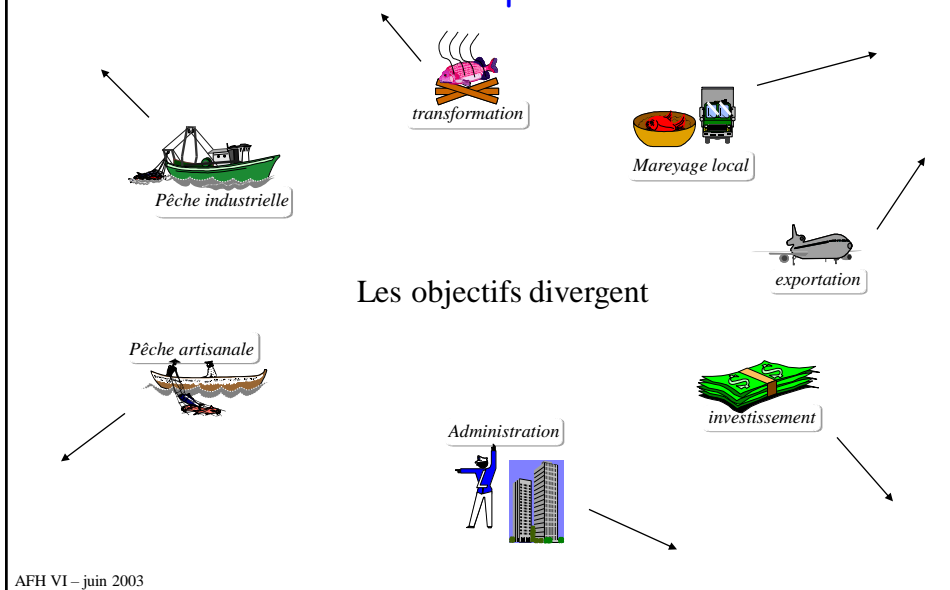 transformation
Mareyage local
Pêche industrielle
exportation
Les objectifs divergent
Pêche artisanale
investissement
Administration
AFH VI – juin 2003